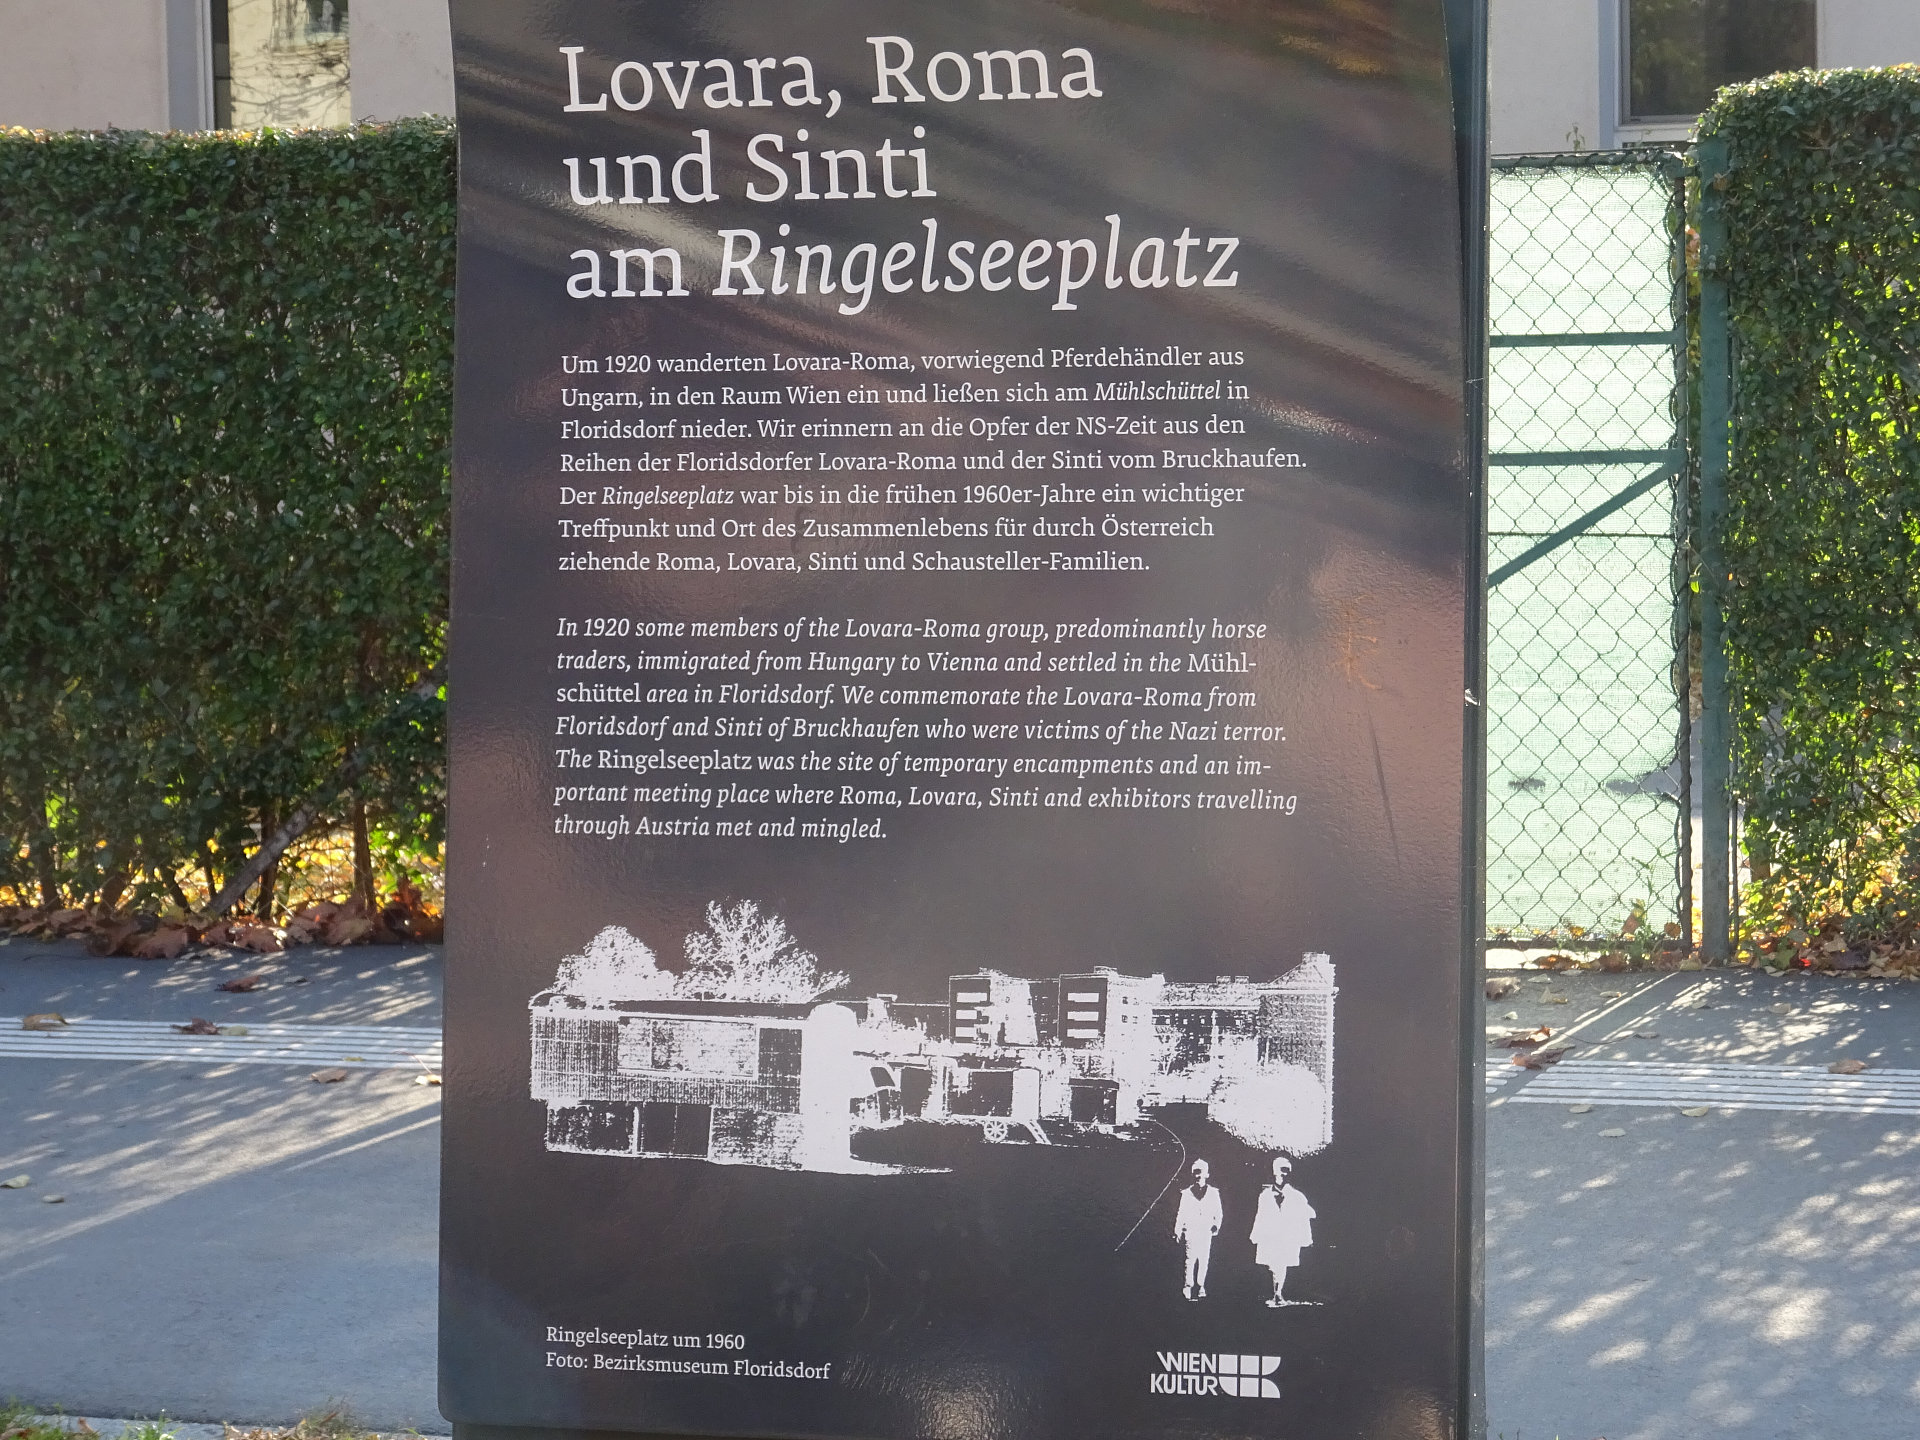 Lovara, Roma
und Sinti
am Ringelseeplatz
Um 1920 wanderten Lovara-Roma, vorwiegend Pferdehändler aus
Ungarn, in den Raum Wien ein und ließen sich am Mühlschüttel in
Floridsdorf nieder. Wir erinnern an die Opfer der NS-Zeit aus den
Reihen der Floridsdorfer Lovara-Roma und der Sinti vom Bruckhaufen.
Der Ringelseeplatz war bis in die frühen 1960er-Jahre ein wichtiger
Treffpunkt und Ort des Zusammenlebens für durch Österreich
ziehende Roma, Lovara, Sinti und Schausteller-Familien.
In 1920 some members of the Lovara-Roma group, predominantly horse
traders, immigrated from Hungary to Vienna and settled in the Mühl-
schüttel area in Floridsdorf. We commemorate the Lovara-Roma from
Floridsdorf and Sinti of Bruckhaufen who were victims of the Nazi terror.
The Ringelseeplatz was the site of temporary encampments and an im-
portant meeting place where Roma, Lovara, Sinti and exhibitors travelling
through Austria met and mingled.
Ringelseeplatz um 1960
Foto: Bezirksmuseum Floridsdorf
WIEN
KULTUR